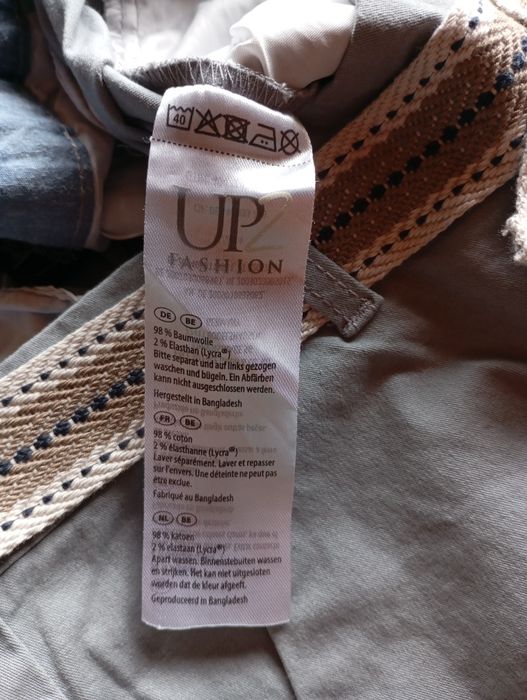 40
UP2
FASHION
DE BE
98 % Baumwolle
2 % Elasthan (Lycra®)
Bitte separat und auf links gezogen
waschen und bügeln. Ein Abfärben
kann nicht ausgeschlossen werden.
Hergestellt in Bangladesh
FR BE
98 % coton
2 % élasthanne (Lycra®)
Laver séparément. Laver et repasser
sur l'envers. Une déteinte ne peut pas
être exclue.
Fabriqué au Bangladesh
NL BE
98 % katoen
2 % elastaan (Lycra®)
Apart wassen. Binnenstebuiten wassen
en strijken. Het kan niet uitgesloten
worden dat de kleur afgeeft.
Geproduceerd in Bangladesh